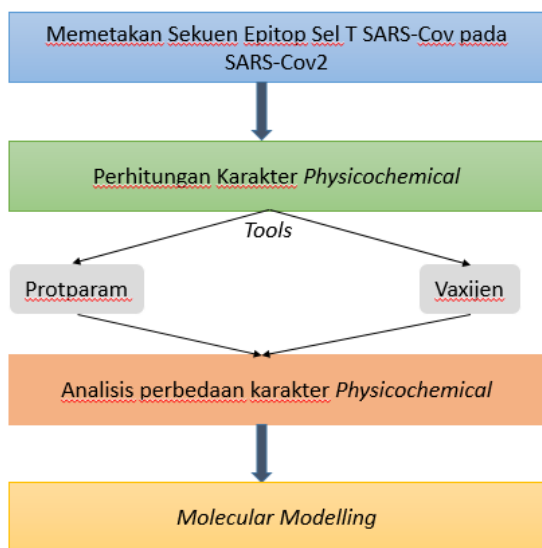 Memetakan Sekuen Epitop Sel T SARS-Cov pada
SARS-Cov2
Perhitungan Karakter Physicochemical
Tools
Protparam
Vaxijen
Analisis perbedaan karakter Physicochemical
Molecular Modelling